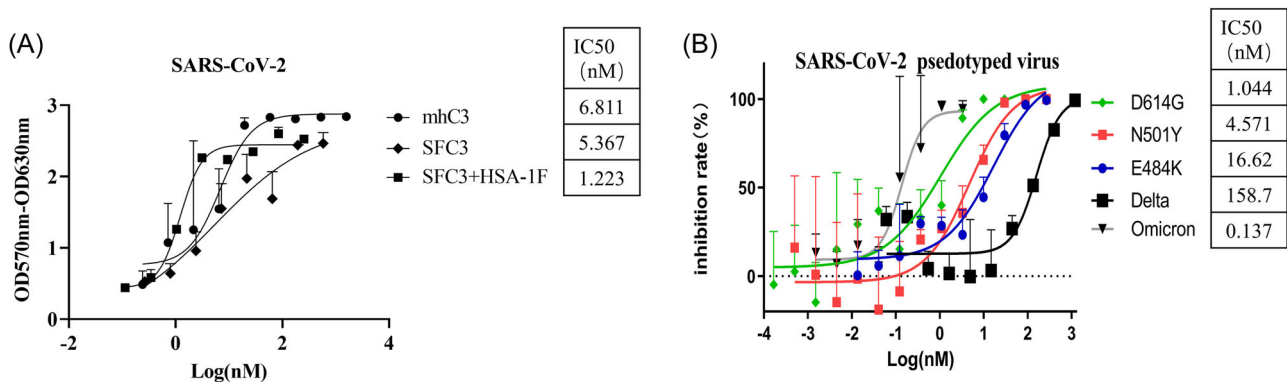 (A)
SARS-CoV-2
OD570nm-OD630nm
3
2
1
0
-2
0
2
4
Log(nM)
mhC3
SFC3
SFC3+HSA-1F
IC50
(nM)
6.811
5.367
1.223
(B)
SARS-CoV-2 psedotyped virus
inhibition rate (%)
100
50
0
-4
-3
-2
-1
0
1
2
3
Log(nM)
D614G
N501Y
E484K
Delta
Omicron
IC50
(nM)
1.044
4.571
16.62
158.7
0.137